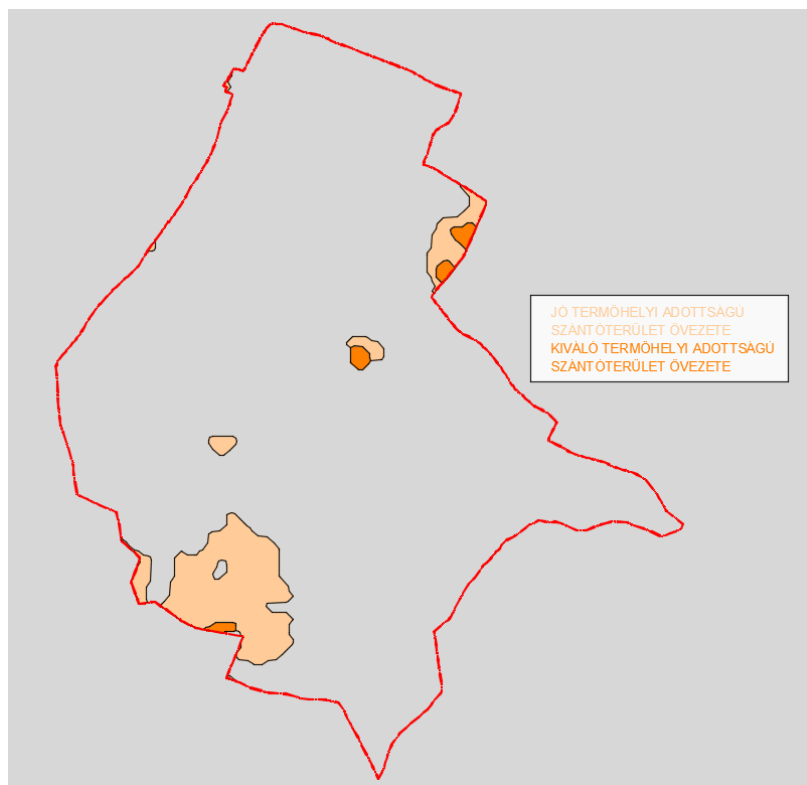 JÓ TERMŐHELYI ADOTTSÁGÚ
SZÁNTÓTERÜLET ÖVEZETE
KIVÁLÓ TERMŐHELYI ADOTTSÁGÚ
SZÁNTÓTERÜLET ÖVEZETE